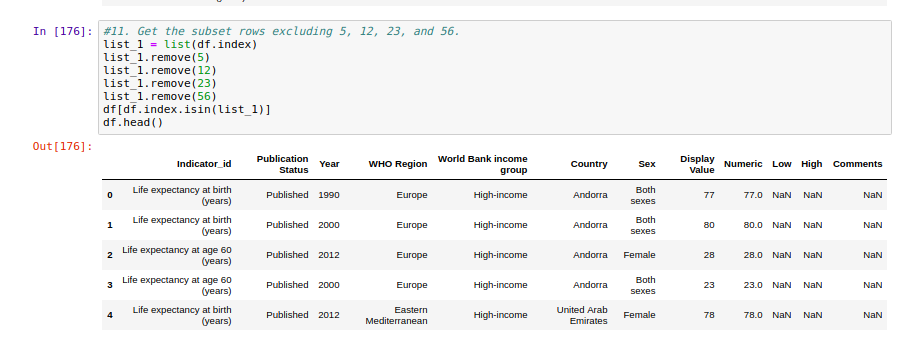 In [176]: #11. Get the subset rows excluding 5, 12, 23, and 56.
list_1 = list(df.index)
list_1.remove(5)
list_1.remove(12)
list_1.remove(23)
list_1.remove(56)
df[df.index.isin(list_1)]
df.head()
Out[176]:
Indicator_id Publication Status Year WHO Region World Bank income group Country Sex Display Value Numeric Low High Comments
0 Life expectancy at birth (years) Published 1990 Europe High-income Andorra Both sexes 77 77.0 NaN NaN NaN
1 Life expectancy at birth (years) Published 2000 Europe High-income Andorra Both sexes 80 80.0 NaN NaN NaN
2 Life expectancy at age 60 (years) Published 2012 Europe High-income Andorra Female 28 28.0 NaN NaN NaN
3 Life expectancy at age 60 (years) Published 2000 Europe High-income Andorra Both sexes 23 23.0 NaN NaN NaN
4 Life expectancy at birth (years) Published 2012 Eastern Mediterranean High-income United Arab Emirates Female 78 78.0 NaN NaN NaN